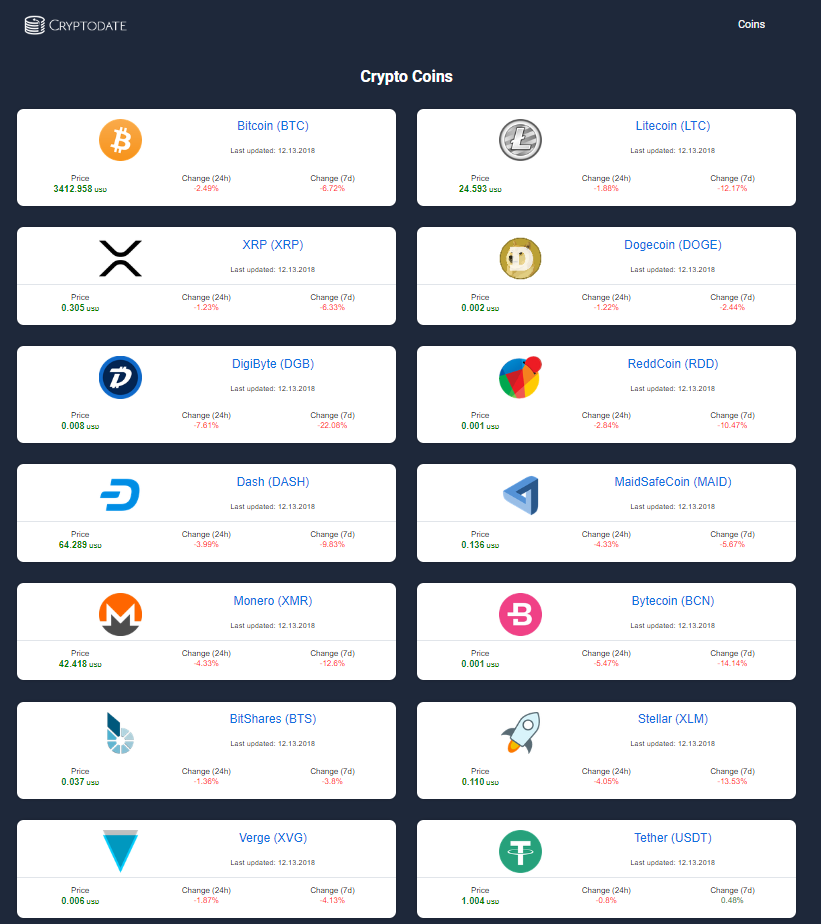 CRYPTODATE
Coins
Crypto Coins
Bitcoin (BTC)
Last updated: 12.13.2018
Price Change (24h) Change (7d)
3412.958 USD -2.49% -6.72%
Litecoin (LTC)
Last updated: 12.13.2018
Price Change (24h) Change (7d)
24.593 USD -1.88% -12.17%
XRP (XRP)
Last updated: 12.13.2018
Price Change (24h) Change (7d)
0.305 USD -1.23% -6.33%
Dogecoin (DOGE)
Last updated: 12.13.2018
Price Change (24h) Change (7d)
0.002 USD -1.22% -2.44%
DigiByte (DGB)
Last updated: 12.13.2018
Price Change (24h) Change (7d)
0.008 USD -7.61% -22.08%
ReddCoin (RDD)
Last updated: 12.13.2018
Price Change (24h) Change (7d)
0.001 USD -2.84% -10.47%
Dash (DASH)
Last updated: 12.13.2018
Price Change (24h) Change (7d)
64.289 USD -3.99% -9.83%
MaidSafeCoin (MAID)
Last updated: 12.13.2018
Price Change (24h) Change (7d)
0.136 USD -4.33% -5.67%
Monero (XMR)
Last updated: 12.13.2018
Price Change (24h) Change (7d)
42.418 USD -4.33% -12.6%
Bytecoin (BCN)
Last updated: 12.13.2018
Price Change (24h) Change (7d)
0.001 USD -5.47% -14.14%
BitShares (BTS)
Last updated: 12.13.2018
Price Change (24h) Change (7d)
0.037 USD -1.36% -3.8%
Stellar (XLM)
Last updated: 12.13.2018
Price Change (24h) Change (7d)
0.110 USD -4.05% -13.53%
Verge (XVG)
Last updated: 12.13.2018
Price Change (24h) Change (7d)
0.006 USD -1.87% -4.13%
Tether (USDT)
Last updated: 12.13.2018
Price Change (24h) Change (7d)
1.004 USD -0.8% 0.48%